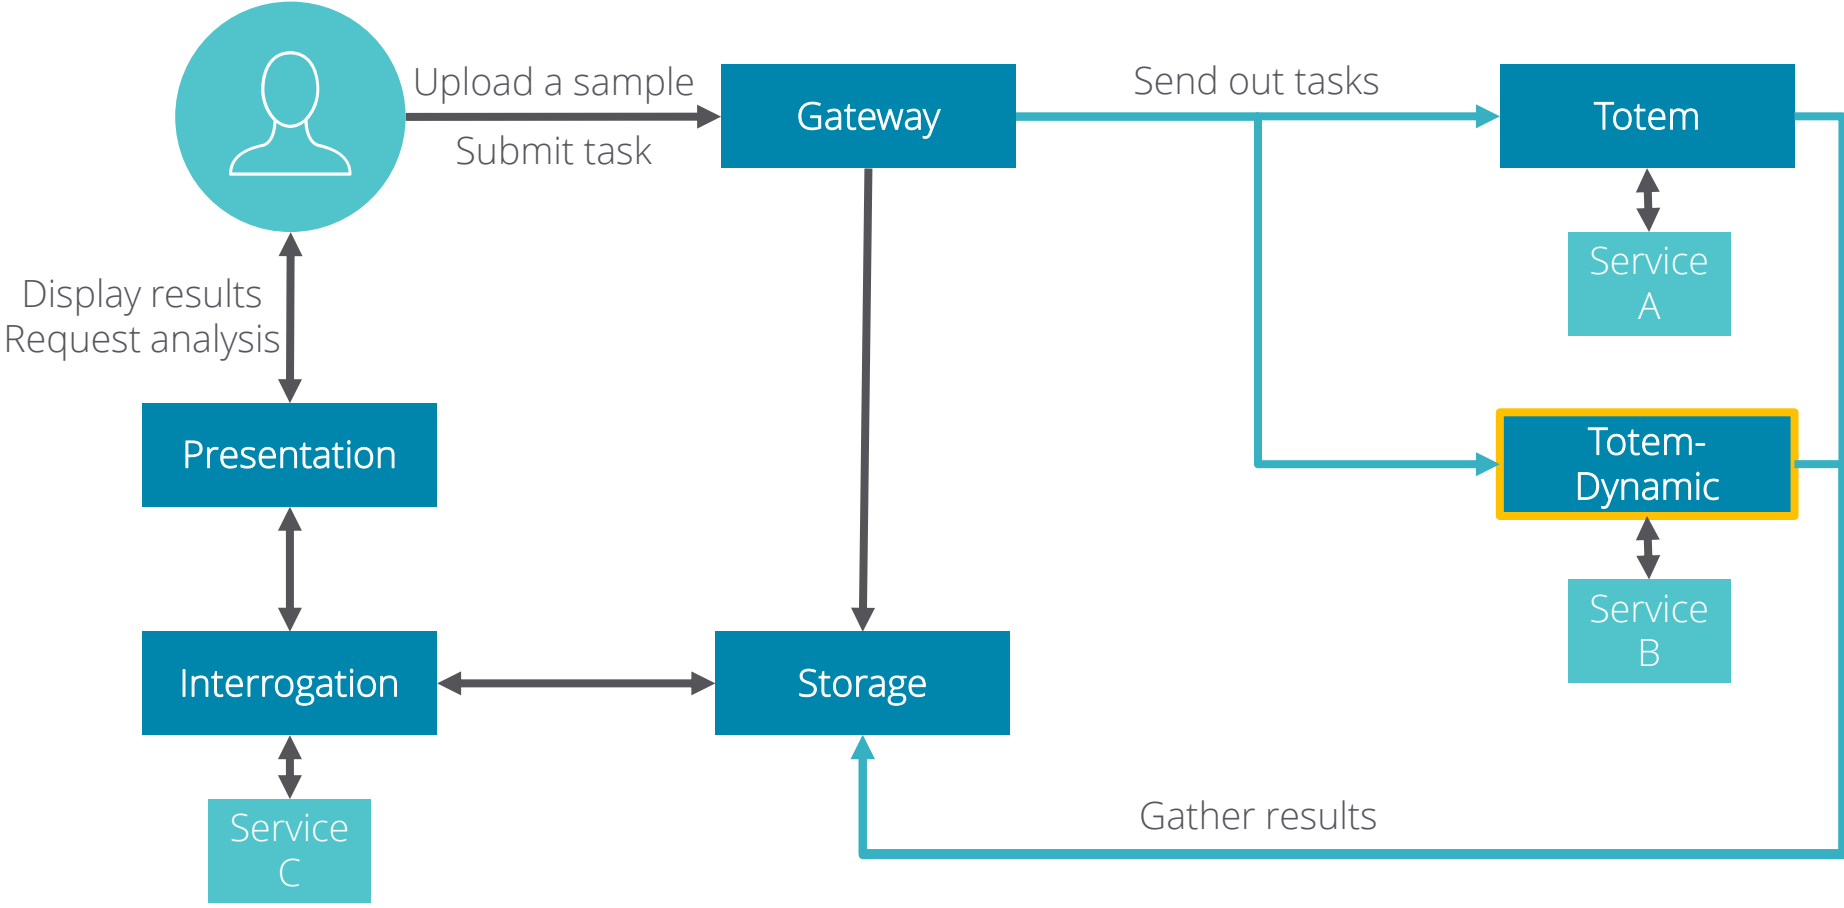 Upload a sample
Submit task
Gateway
Send out tasks
Totem
Service
A
Display results
Request analysis
Presentation
Totem-
Dynamic
Service
B
Interrogation
Storage
Gather results
Service
C